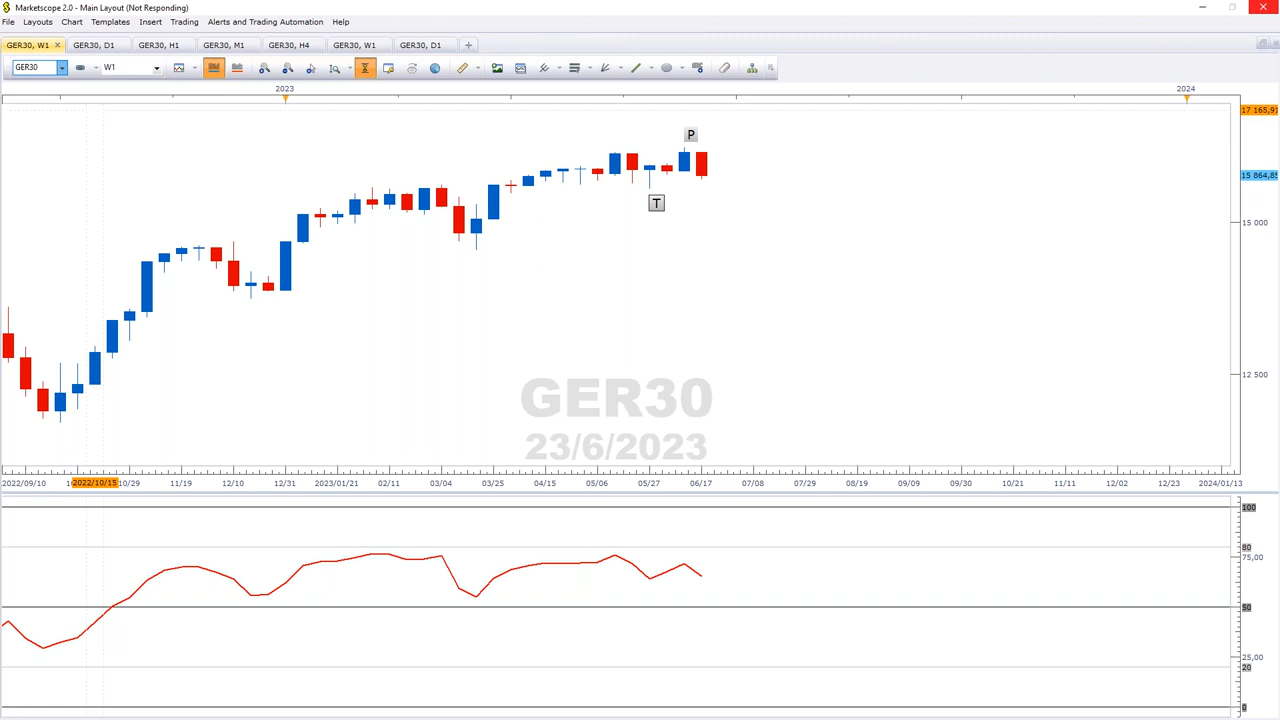 Marketscope 2.0 - Main Layout (Not Responding)
File Layouts Chart Templates Insert Trading Alerts and Trading Automation Help
GER30, W1 GER30, D1 GER30, H1 GER30, M1 GER30, H4 GER30, W1 GER30, D1
GER30 W1
2023 2024
17 165,91
P
15 864,85
T
15 000
12 500
GER30
23/6/2023
2022/09/10 2022/10/15 10/29 11/19 12/10 12/31 2023/01/21 02/11 03/04 03/25 04/15 05/06 05/27 06/17 07/08 07/29 08/19 09/09 09/30 10/21 11/11 12/02 12/23 2024/01/13
100
80
75,00
50
25,00
20
0